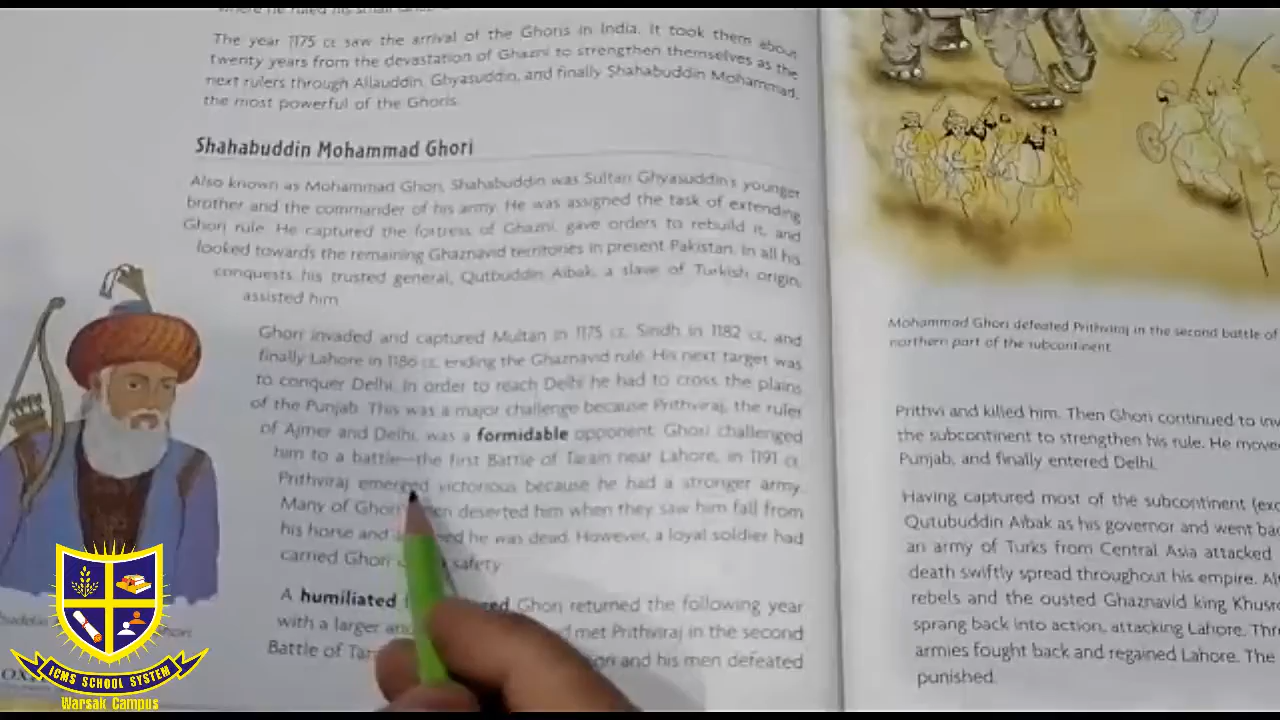 where he ruled his small
The year 1175 CE saw the arrival of the Ghoris in India. It took them about
twenty years from the devastation of Ghazni to strengthen themselves as the
next rulers through Allauddin, Ghyasuddin, and finally Shahabuddin Mohammad,
the most powerful of the Ghoris.
Shahabuddin Mohammad Ghori
Also known as Mohammad Ghori, Shahabuddin was Sultan Ghyasuddin's younger
brother and the commander of his army. He was assigned the task of extending
Ghori rule. He captured the fortress of Ghazni, gave orders to rebuild it, and
looked towards the remaining Ghaznavid territories in present Pakistan. In all his
conquests his trusted general, Qutbuddin Aibak, a slave of Turkish origin,
assisted him.
Ghori invaded and captured Multan in 1175 CE, Sindh in 1182 CE, and
finally Lahore in 1186 CE, ending the Ghaznavid rule. His next target was
to conquer Delhi. In order to reach Delhi he had to cross the plains
of the Punjab. This was a major challenge because Prithviraj, the ruler
of Ajmer and Delhi, was a formidable opponent. Ghori challenged
him to a battle—the first Battle of Tarain near Lahore, in 1191 CE.
Prithviraj emerged victorious because he had a stronger army.
Many of Ghori's deserted him when they saw him fall from
his horse and he was dead. However, a loyal soldier had
carried Ghori safety.
A humiliated Ghori returned the following year
with a larger and met Prithviraj in the second
Battle of and his men defeated
Mohammad Ghori defeated Prithviraj in the second battle of
northern part of the subcontinent.
Prithvi and killed him. Then Ghori continued to
the subcontinent to strengthen his rule. He move
Punjab, and finally entered Delhi.
Having captured most of the subcontinent (exc
Qutubuddin Aibak as his governor and went ba
an army of Turks from Central Asia attacked
death swiftly spread throughout his empire.
rebels and the ousted Ghaznavid king Khusr
sprang back into action, attacking Lahore.
armies fought back and regained Lahore. The
punished.
ICMS SCHOOL SYSTEM
Warsak Campus